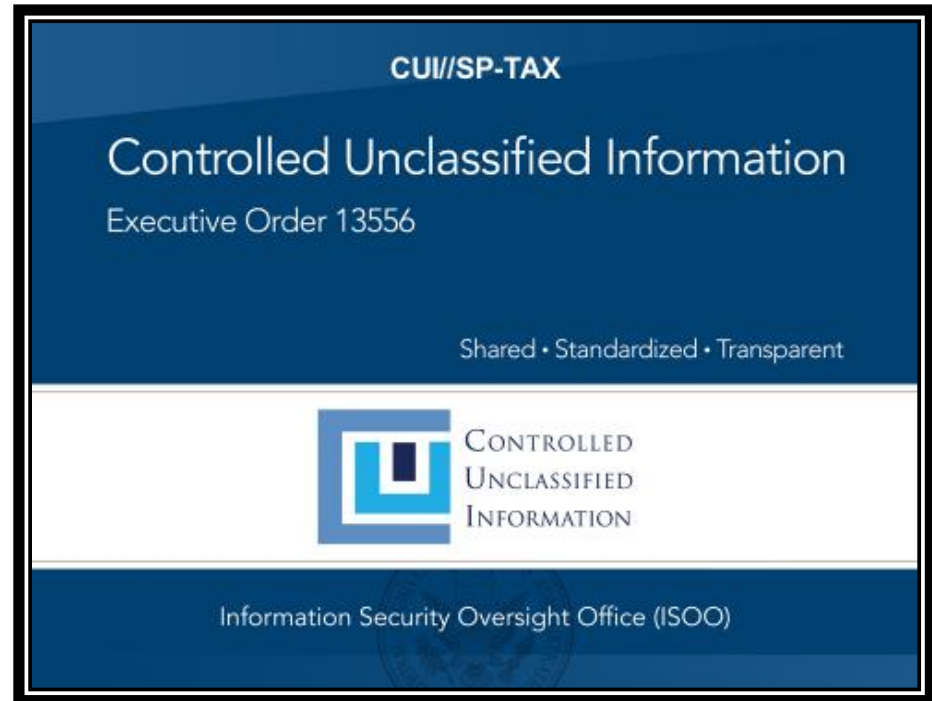 CUI//SP-TAX
Controlled Unclassified Information
Executive Order 13556
Shared • Standardized • Transparent
CONTROLLED
UNCLASSIFIED
INFORMATION
Information Security Oversight Office (ISOO)